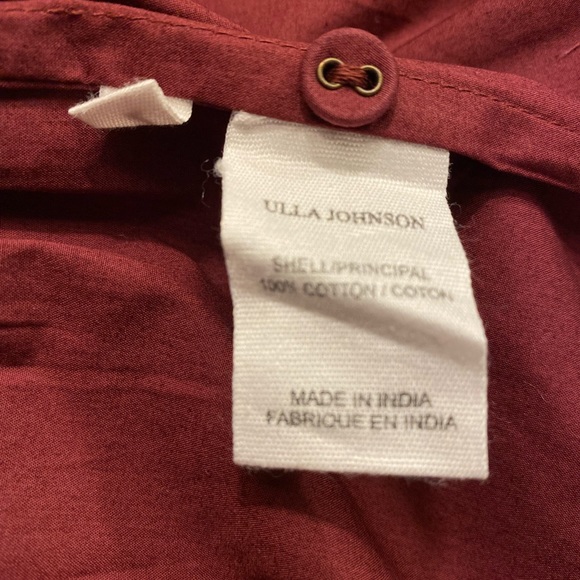 ULLA JOHNSON
SHELL/PRINCIPAL
100% COTTON / COTON
MADE IN INDIA
FABRIQUE EN INDIA